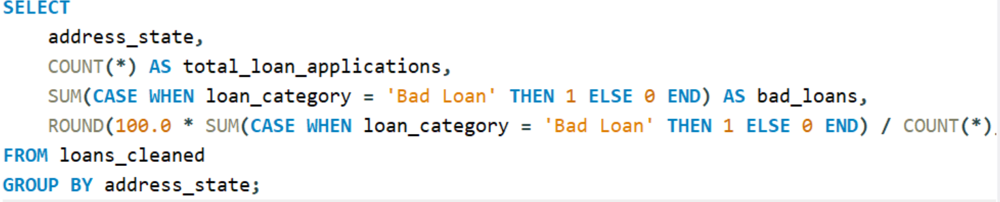 SELECT
address_state,
COUNT(*) AS total_loan_applications,
SUM(CASE WHEN loan_category = 'Bad Loan' THEN 1 ELSE 0 END) AS bad_loans,
ROUND(100.0 * SUM(CASE WHEN loan_category = 'Bad Loan' THEN 1 ELSE 0 END) / COUNT(*)
FROM loans_cleaned
GROUP BY address_state;